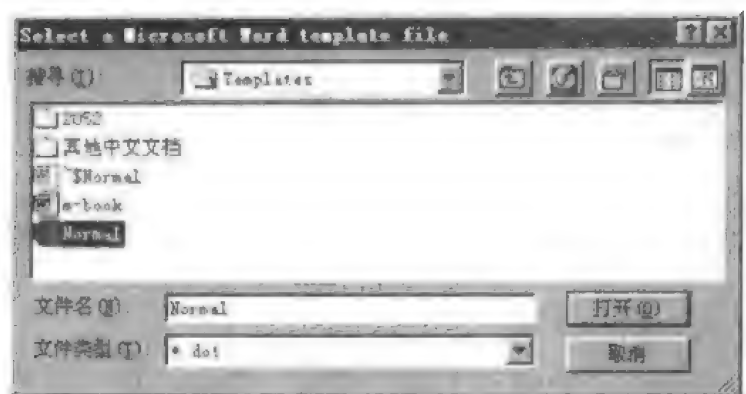 Select a Microsoft Word template file
搜寻(I): Templates
2052
其他中文文档
~$Normal
e-book
Normal
文件名(N): Normal 打开(O)
文件类型(T): *.dot 取消